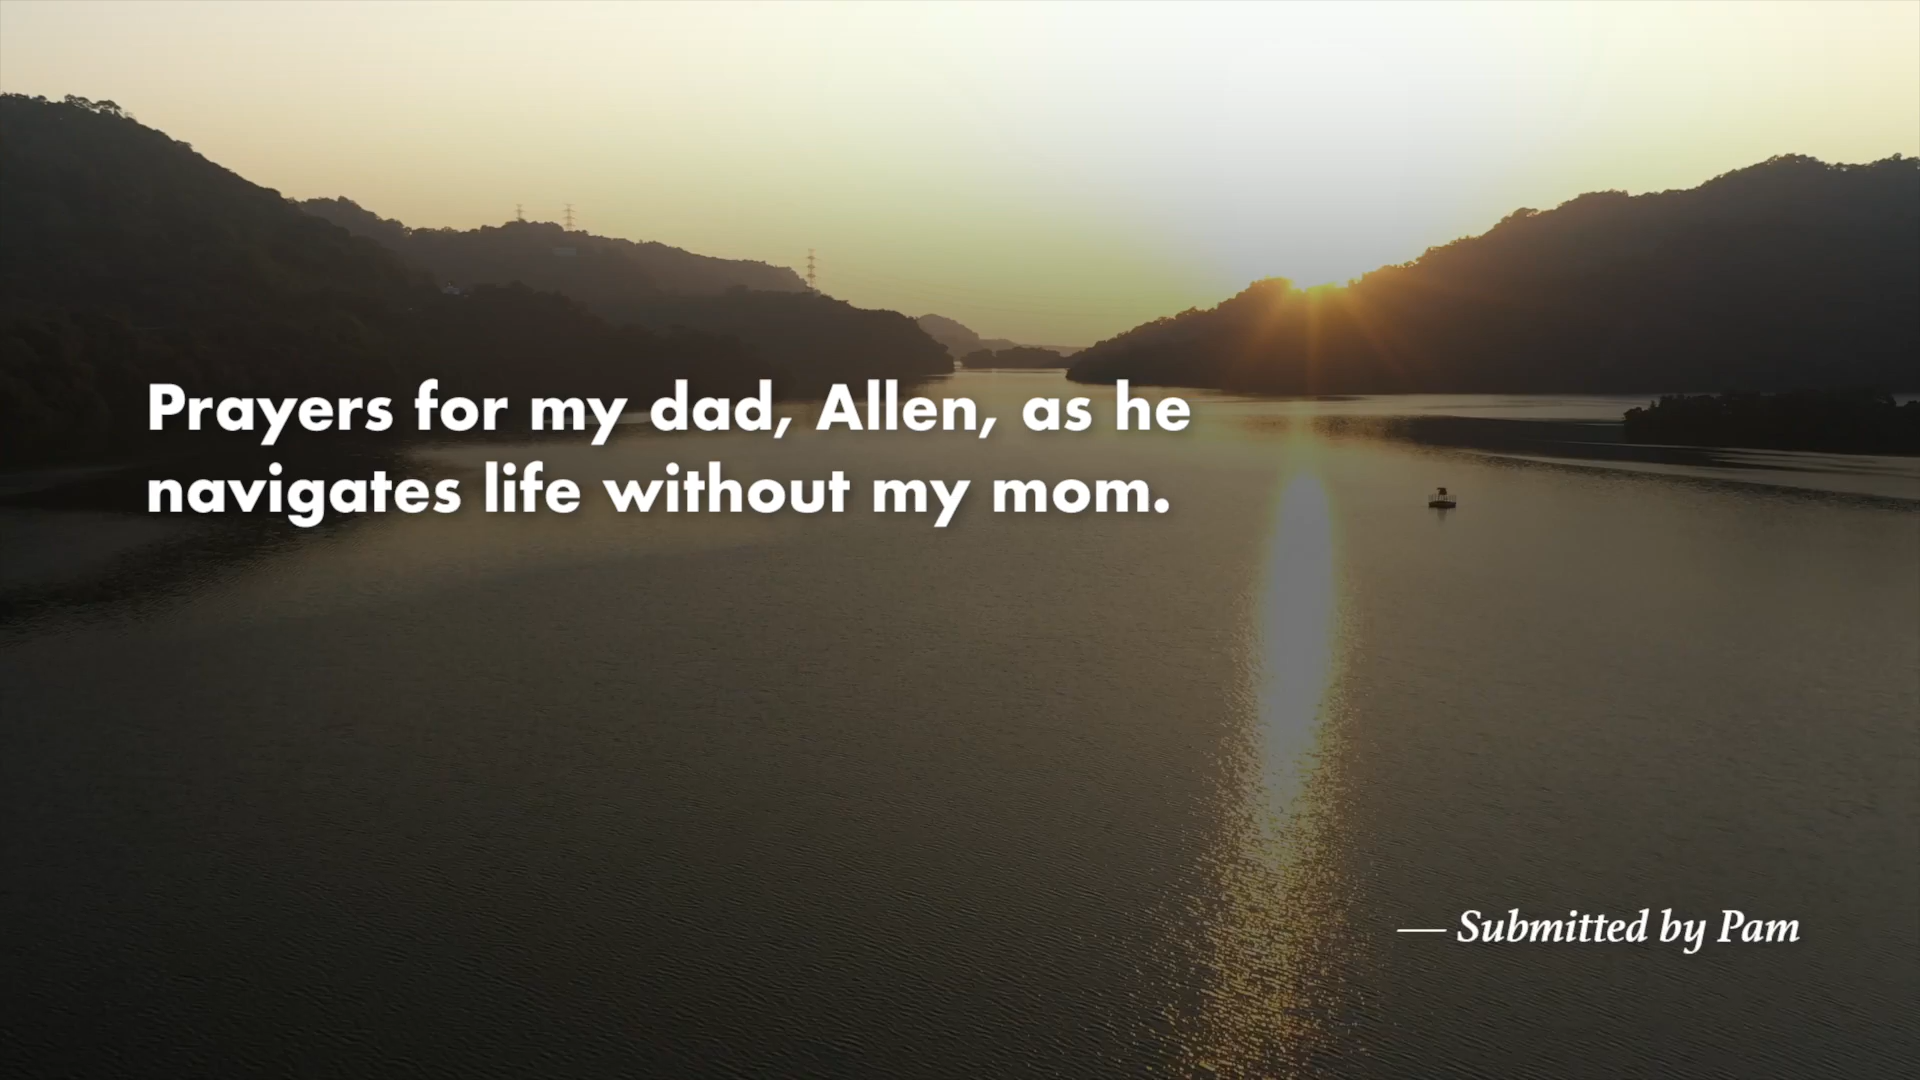 Prayers for my dad, Allen, as he
navigates life without my mom.
— Submitted by Pam